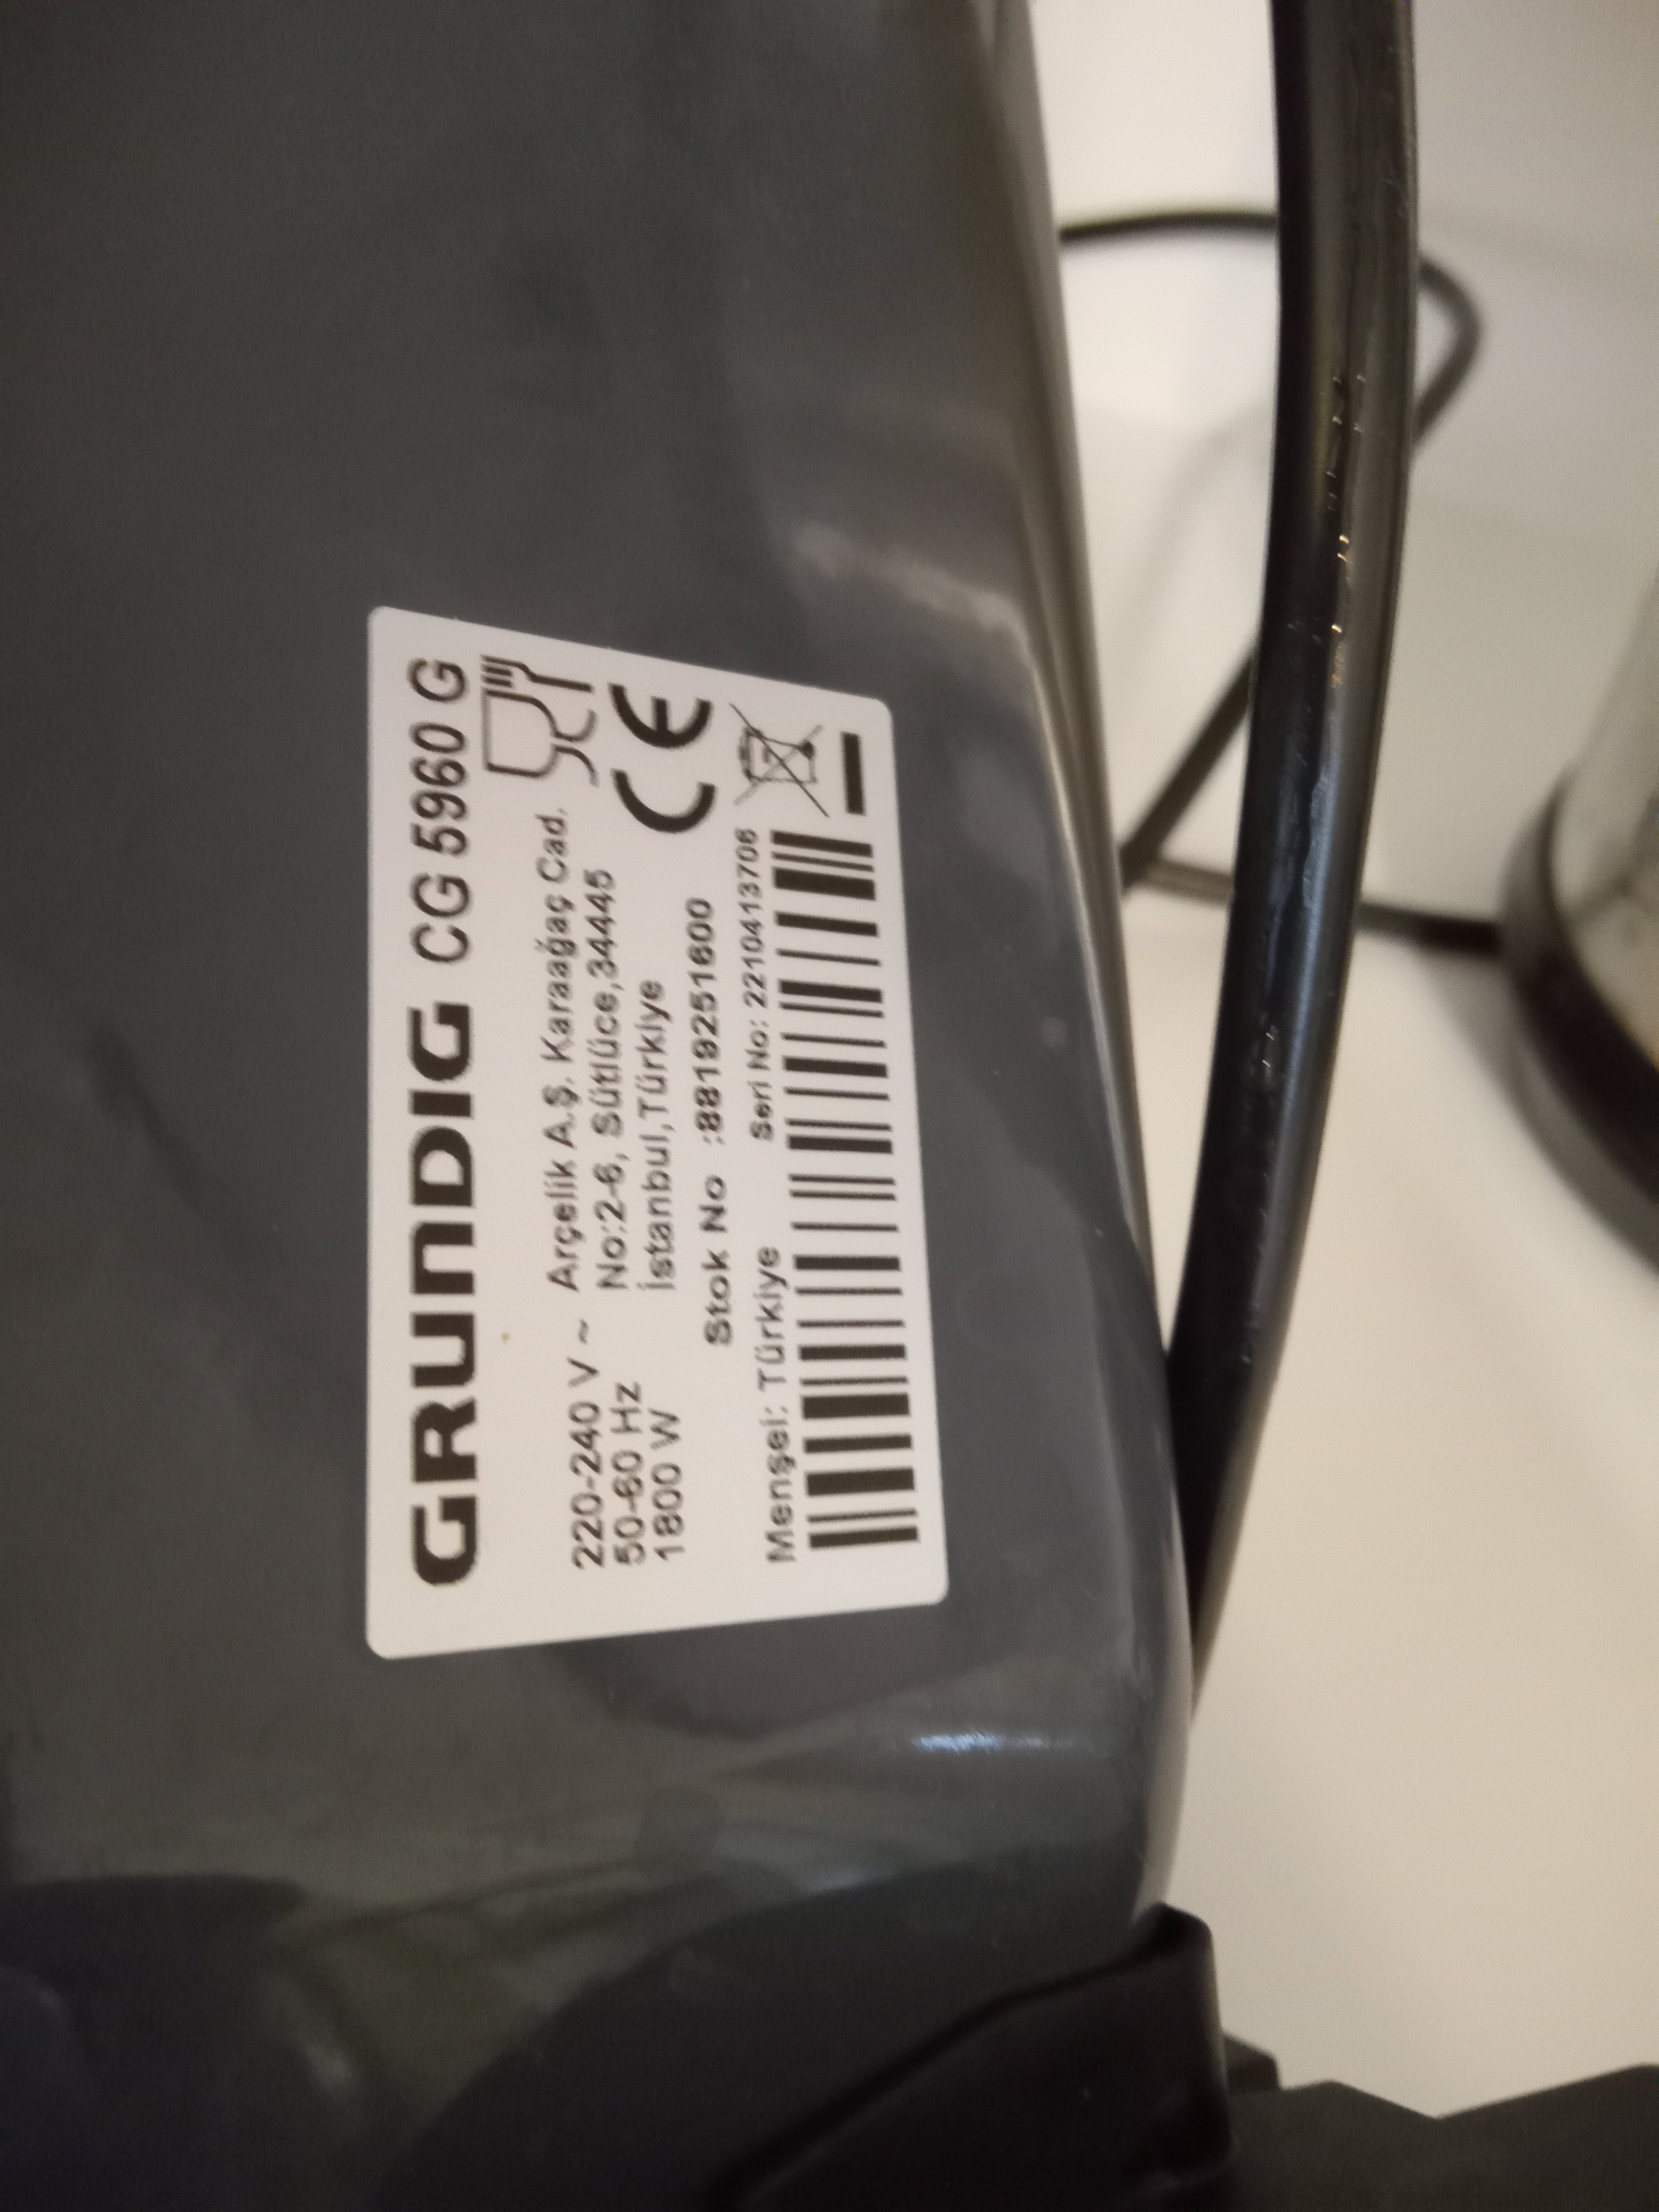 GRUNDIG CG 5960 G
220-240 V ~
50-60 Hz
1800 W
Arçelik A.Ş. Karaağaç Cad.
No:2-6, Sütlüce,34445
İstanbul,Türkiye
CE
Stok No :8819251600
Menşei: Türkiye
Seri No: 2210413706